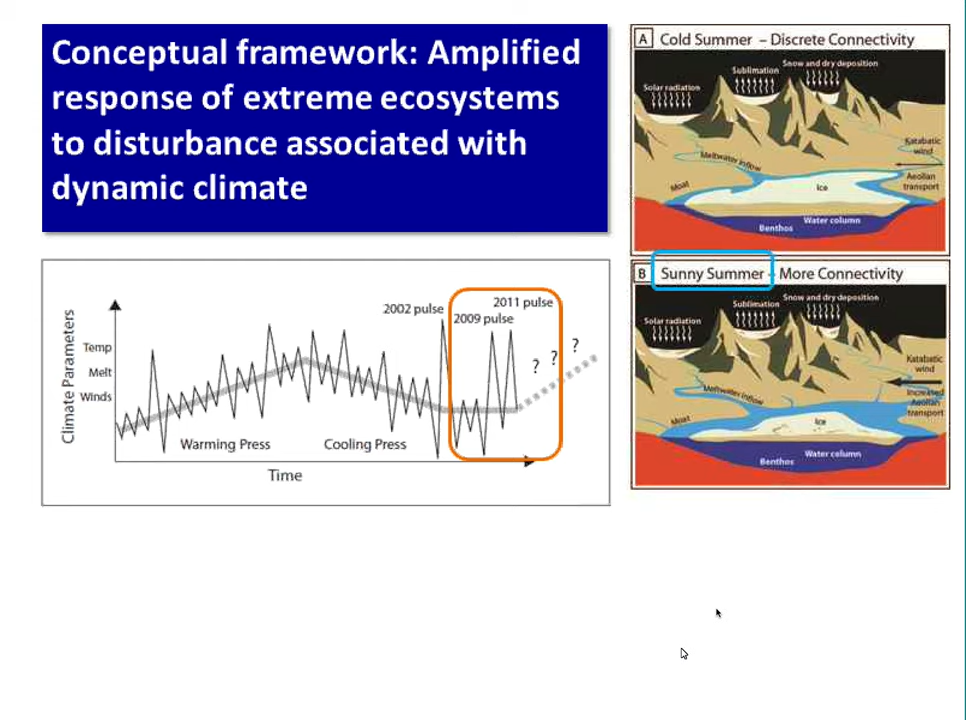 Conceptual framework: Amplified
response of extreme ecosystems
to disturbance associated with
dynamic climate
A Cold Summer – Discrete Connectivity
Snow and dry deposition
Sublimation
Solar radiation
Katabatic
wind
Meltwater inflow
Aeolian
transport
Moat
Ice
Water column
Benthos
B Sunny Summer - More Connectivity
Snow and dry deposition
Sublimation
Solar radiation
Katabatic
wind
Meltwater inflow
Increased
Aeolian
transport
Moat
Ice
Water column
Benthos
Climate Parameters
Temp
Melt
Winds
2002 pulse
2011 pulse
2009 pulse
? ? ?
Warming Press
Cooling Press
Time